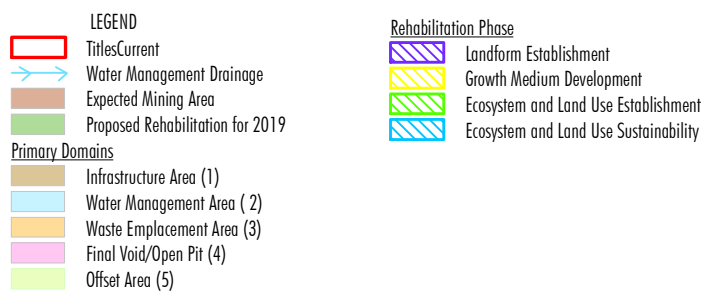 LEGEND
TitlesCurrent
Water Management Drainage
Expected Mining Area
Proposed Rehabilitation for 2019
Primary Domains
Infrastructure Area (1)
Water Management Area ( 2)
Waste Emplacement Area (3)
Final Void/Open Pit (4)
Offset Area (5)
Rehabilitation Phase
Landform Establishment
Growth Medium Development
Ecosystem and Land Use Establishment
Ecosystem and Land Use Sustainability